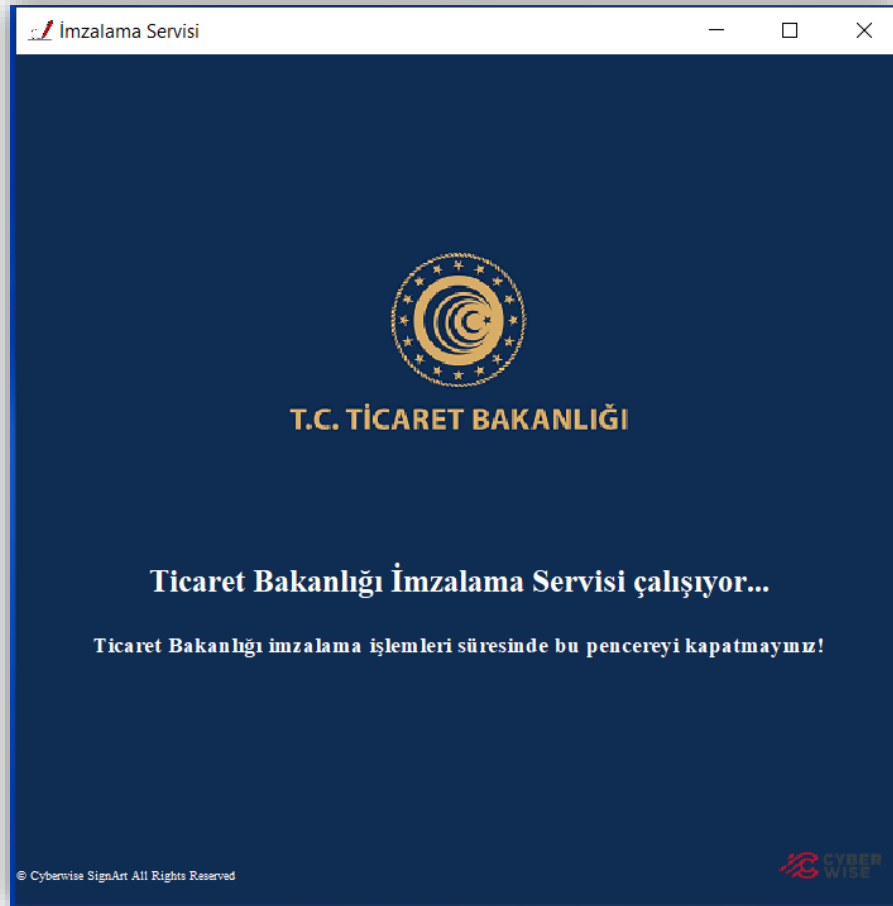 İmzalama Servisi
T.C. TİCARET BAKANLIĞI
Ticaret Bakanlığı İmzalama Servisi çalışıyor...
Ticaret Bakanlığı imzalama işlemleri süresinde bu pencereyi kapatmayınız!
© Cyberwise SignArt All Rights Reserved
CYBER
WISE